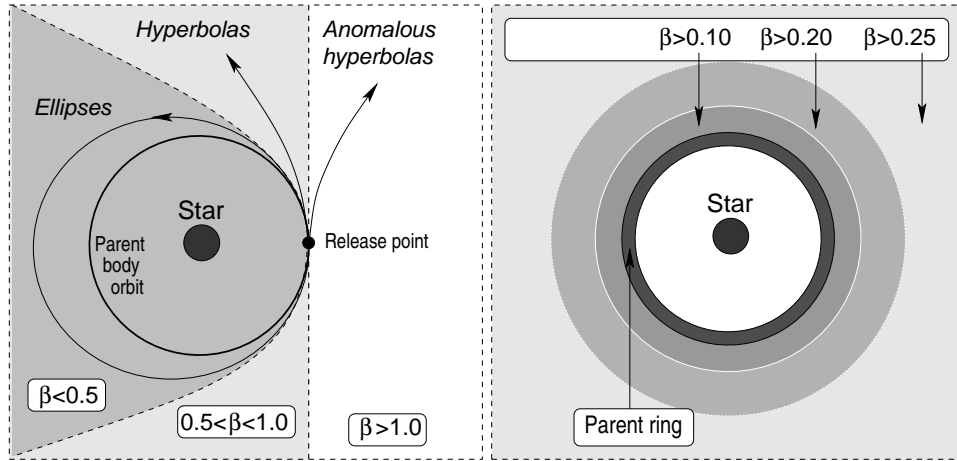 Hyperbolas
Anomalous
hyperbolas
Ellipses
Star
Parent
body
orbit
Release point
β<0.5
0.5<β<1.0
β>1.0
β>0.10 β>0.20 β>0.25
Star
Parent ring